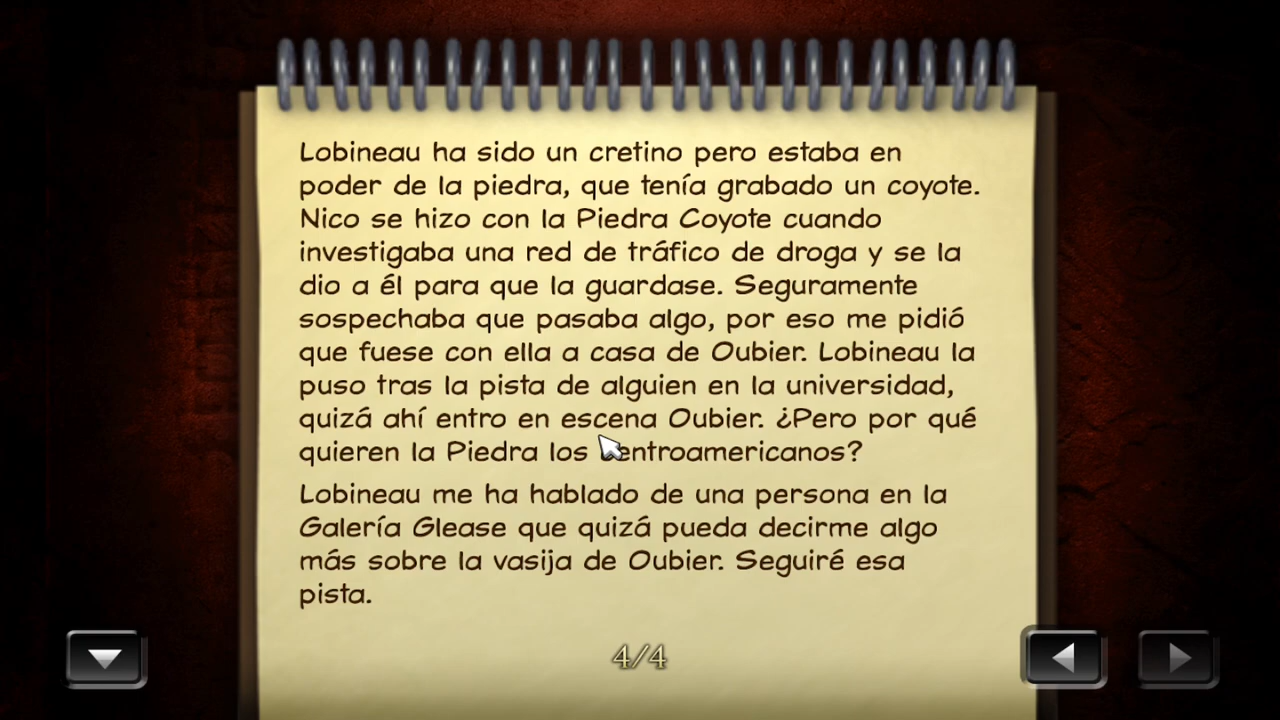 Lobineau ha sido un cretino pero estaba en
poder de la piedra, que tenía grabado un coyote.
Nico se hizo con la Piedra Coyote cuando
investigaba una red de tráfico de droga y se la
dio a él para que la guardase. Seguramente
sospechaba que pasaba algo, por eso me pidió
que fuese con ella a casa de Oubier. Lobineau la
puso tras la pista de alguien en la universidad,
quizá ahí entro en escena Oubier. ¿Pero por qué
quieren la Piedra los centroamericanos?
Lobineau me ha hablado de una persona en la
Galería Glease que quizá pueda decirme algo
más sobre la vasija de Oubier. Seguiré esa
pista.
4/4